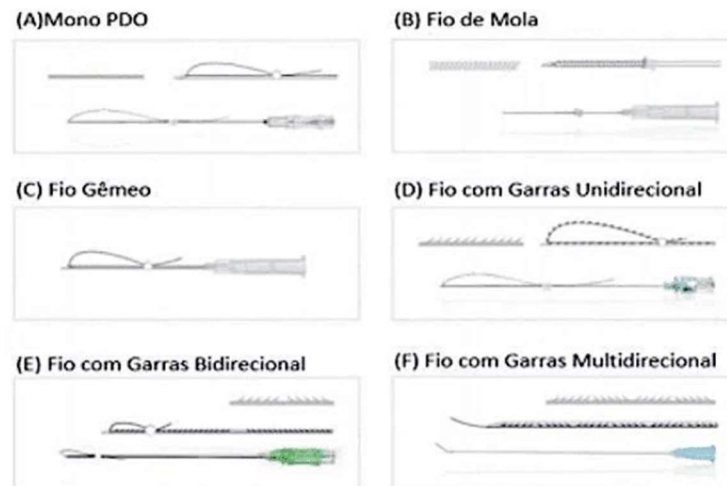 (A)Mono PDO
(B) Fio de Mola
(C) Fio Gêmeo
(D) Fio com Garras Unidirecional
(E) Fio com Garras Bidirecional
(F) Fio com Garras Multidirecional